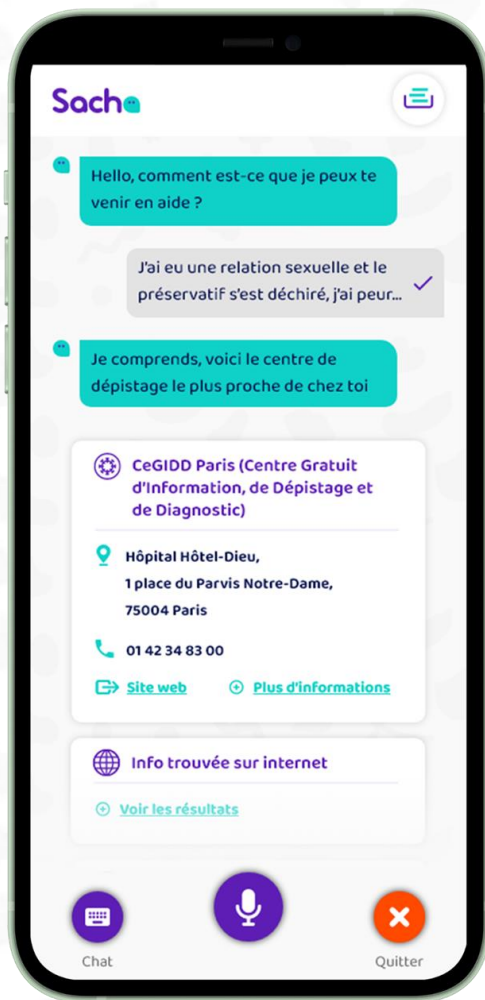 Sacha
Hello, comment est-ce que je peux te
venir en aide ?
J'ai eu une relation sexuelle et le
préservatif s'est déchiré, j'ai peur...
Je comprends, voici le centre de
dépistage le plus proche de chez toi
CeGIDD Paris (Centre Gratuit
d'Information, de Dépistage et
de Diagnostic)
Hôpital Hôtel-Dieu,
1 place du Parvis Notre-Dame,
75004 Paris
01 42 34 83 00
Site web Plus d'informations
Info trouvée sur internet
Voir les résultats
Chat Quitter